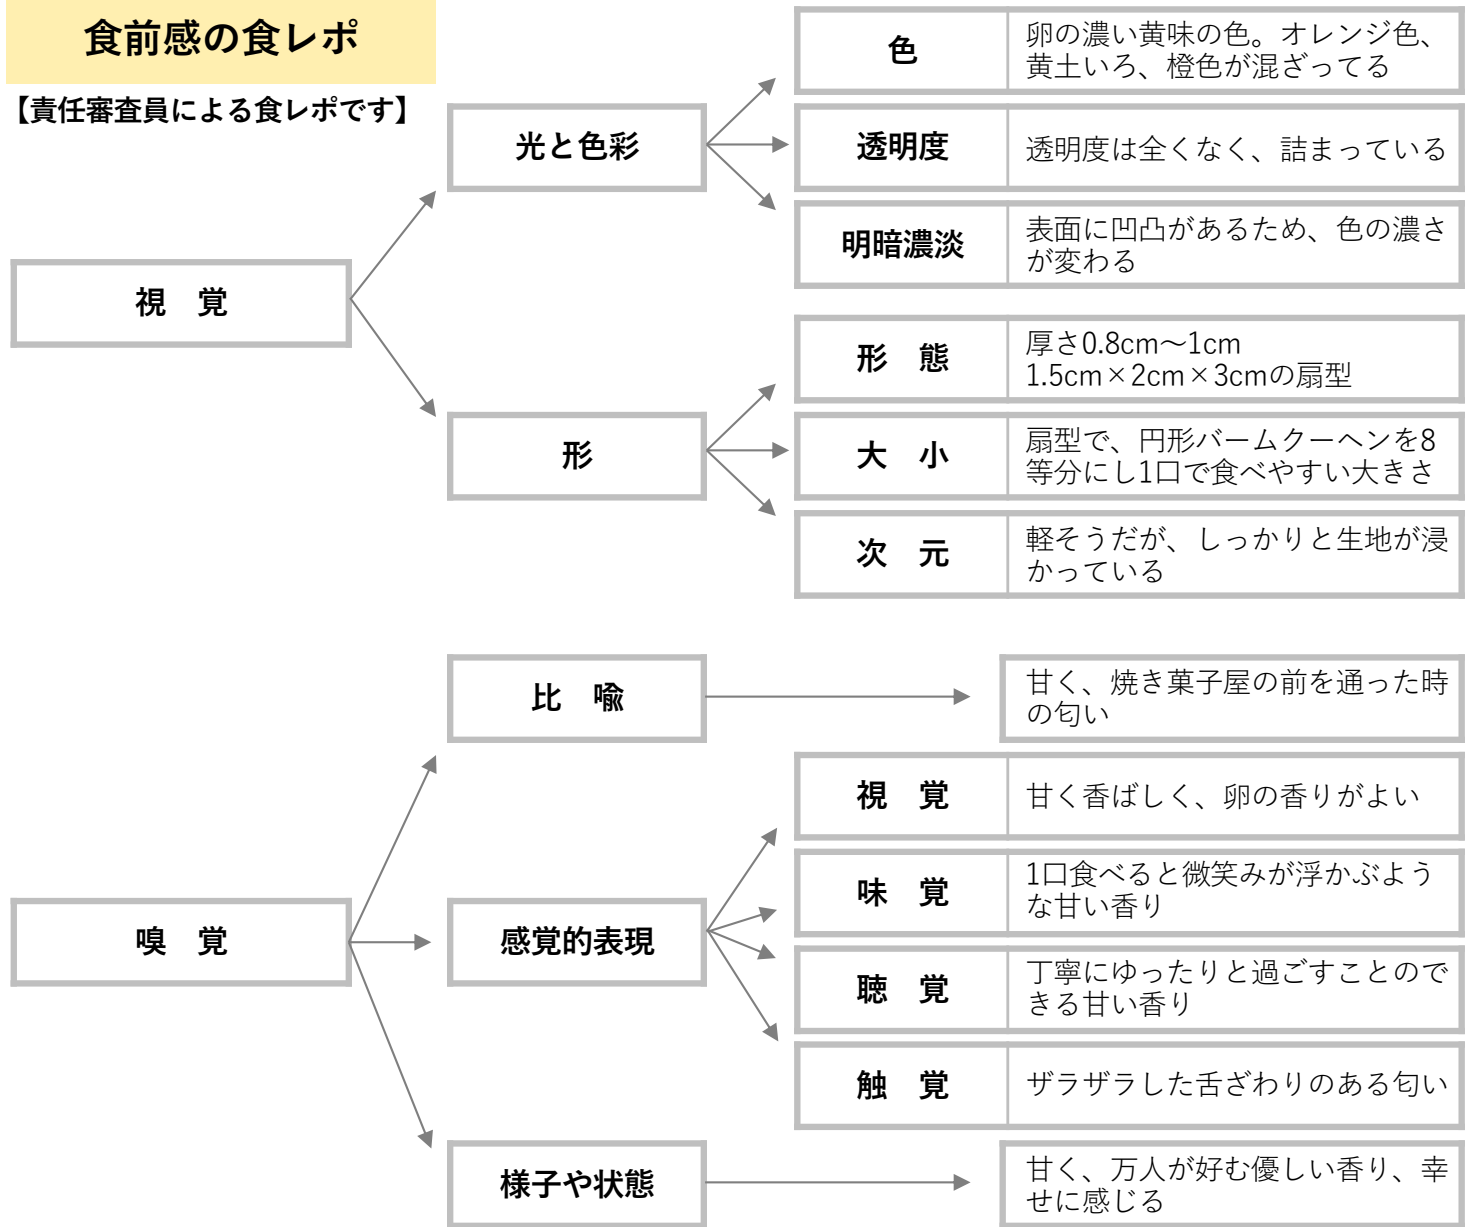 食前感の食レポ
【責任審査員による食レポです】
視　覚
光と色彩
色
卵の濃い黄味の色。オレンジ色、
黄土いろ、橙色が混ざってる
透明度
透明度は全くなく、詰まっている
明暗濃淡
表面に凹凸があるため、色の濃さ
が変わる
形
形　態
厚さ0.8cm～1cm
1.5cm×2cm×3cmの扇型
大　小
扇型で、円形バームクーヘンを8
等分にし1口で食べやすい大きさ
次　元
軽そうだが、しっかりと生地が浸
かっている
嗅　覚
比　喩
甘く、焼き菓子屋の前を通った時
の匂い
感覚的表現
視　覚
甘く香ばしく、卵の香りがよい
味　覚
1口食べると微笑みが浮かぶよう
な甘い香り
聴　覚
丁寧にゆったりと過ごすことので
きる甘い香り
触　覚
ザラザラした舌ざわりのある匂い
様子や状態
甘く、万人が好む優しい香り、幸
せに感じる